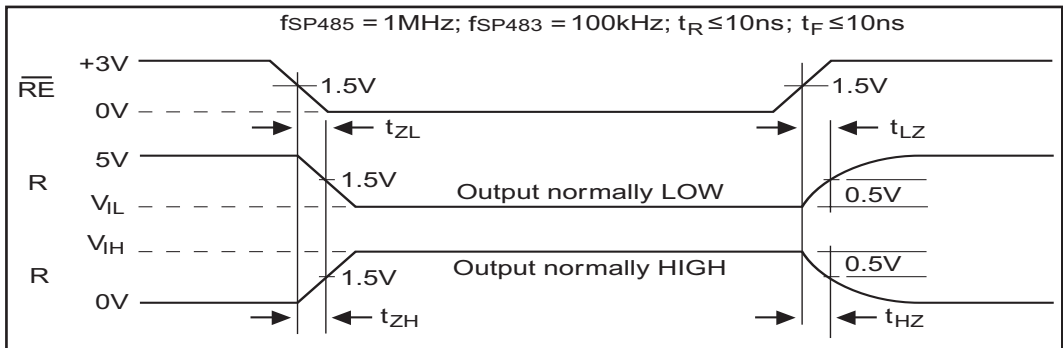 fSP485 = 1MHz; fSP483 = 100kHz; tR ≤ 10ns; tF ≤ 10ns
+3V
RE
1.5V
1.5V
0V
tZL
tLZ
5V
R
1.5V
Output normally LOW
0.5V
VIL
VIH
R
1.5V
Output normally HIGH
0.5V
0V
tZH
tHZ